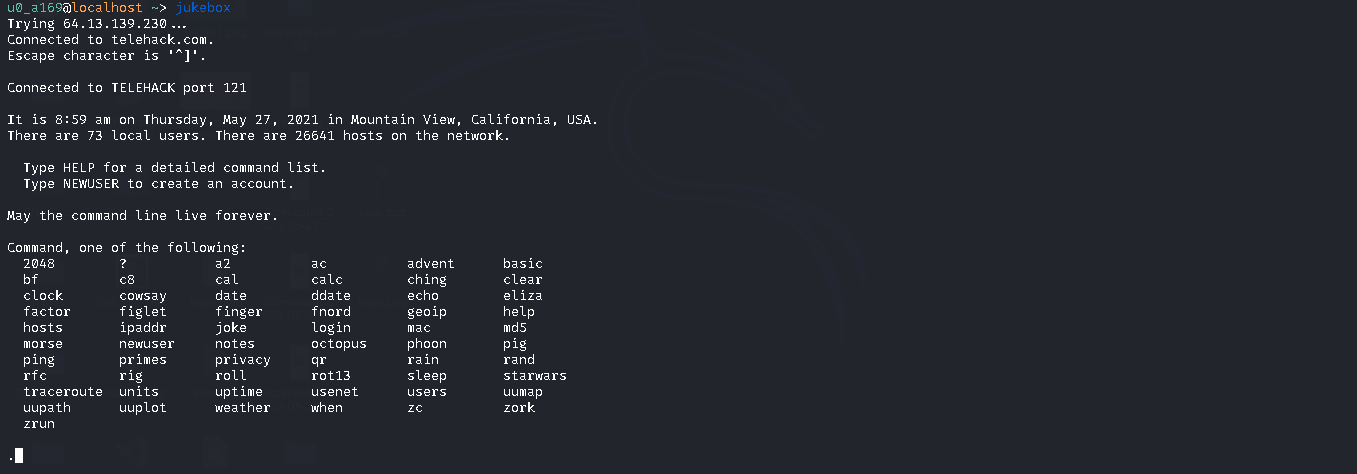 u0_a169@localhost ~> jukebox
Trying 64.13.139.230...
Connected to telehack.com.
Escape character is '^]'.
Connected to TELEHACK port 121
It is 8:59 am on Thursday, May 27, 2021 in Mountain View, California, USA.
There are 73 local users. There are 26641 hosts on the network.
Type HELP for a detailed command list.
Type NEWUSER to create an account.
May the command line live forever.
Command, one of the following:
2048 ? a2 ac advent basic
bf c8 cal calc ching clear
clock cowsay date ddate echo eliza
factor figlet finger fnord geoip help
hosts ipaddr joke login mac md5
morse newuser notes octopus phoon pig
ping primes privacy qr rain rand
rfc rig roll rot13 sleep starwars
traceroute units uptime usenet users uumap
uupath uuplot weather when zc zork
zrun
.